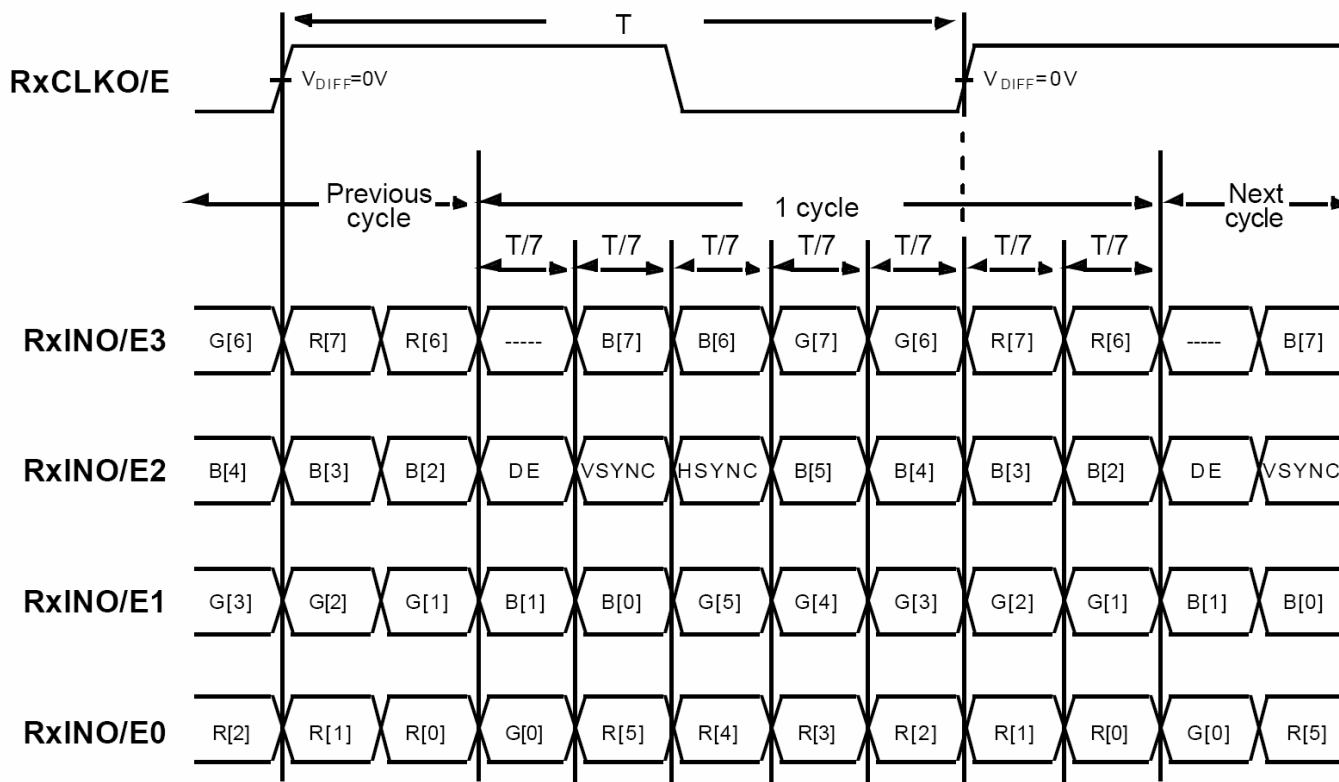 T
RxCLKO/E
VDIFF=0V VDIFF=0V
Previous cycle 1 cycle Next cycle
T/7 T/7 T/7 T/7 T/7 T/7 T/7
RxINO/E3 G[6] R[7] R[6] ----- B[7] B[6] G[7] G[6] R[7] R[6] ----- B[7]
RxINO/E2 B[4] B[3] B[2] DE VSYNC HSYNC B[5] B[4] B[3] B[2] DE VSYNC
RxINO/E1 G[3] G[2] G[1] B[1] B[0] G[5] G[4] G[3] G[2] G[1] B[1] B[0]
RxINO/E0 R[2] R[1] R[0] G[0] R[5] R[4] R[3] R[2] R[1] R[0] G[0] R[5]